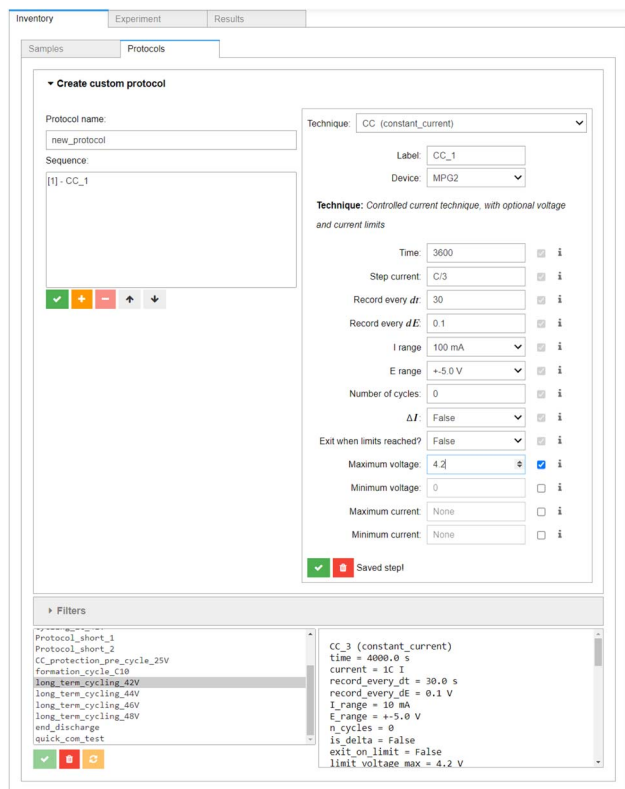 Inventory
Experiment
Results
Samples
Protocols
Create custom protocol
Protocol name:
new_protocol
Sequence:
[1] - CC_1
Technique: CC (constant_current)
Label: CC_1
Device: MPG2
Technique: Controlled current technique, with optional voltage
and current limits
Time: 3600
Step current: C/3
Record every dt: 30
Record every dE: 0.1
I range 100 mA
E range +-5.0 V
Number of cycles: 0
ΔI: False
Exit when limits reached? False
Maximum voltage: 4.2
Minimum voltage: 0
Maximum current: None
Minimum current: None
Saved step!
Filters
Protocol_short_1
Protocol_short_2
CC_protection_pre_cycle_25V
formation_cycle_C10
long_term_cycling_42V
long_term_cycling_44V
long_term_cycling_46V
long_term_cycling_48V
end_discharge
quick_com_test
CC_3 (constant_current)
time = 4000.0 s
current = 1C I
record_every_dt = 30.0 s
record_every_dE = 0.1 V
I_range = 10 mA
E_range = +-5.0 V
n_cycles = 0
is_delta = False
exit_on_limit = False
limit_voltage_max = 4.2 V